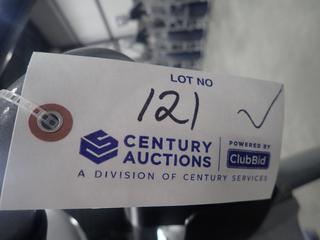 LOT NO
121 ✓
CENTURY AUCTIONS
POWERED BY
ClubBid
A DIVISION OF CENTURY SERVICES